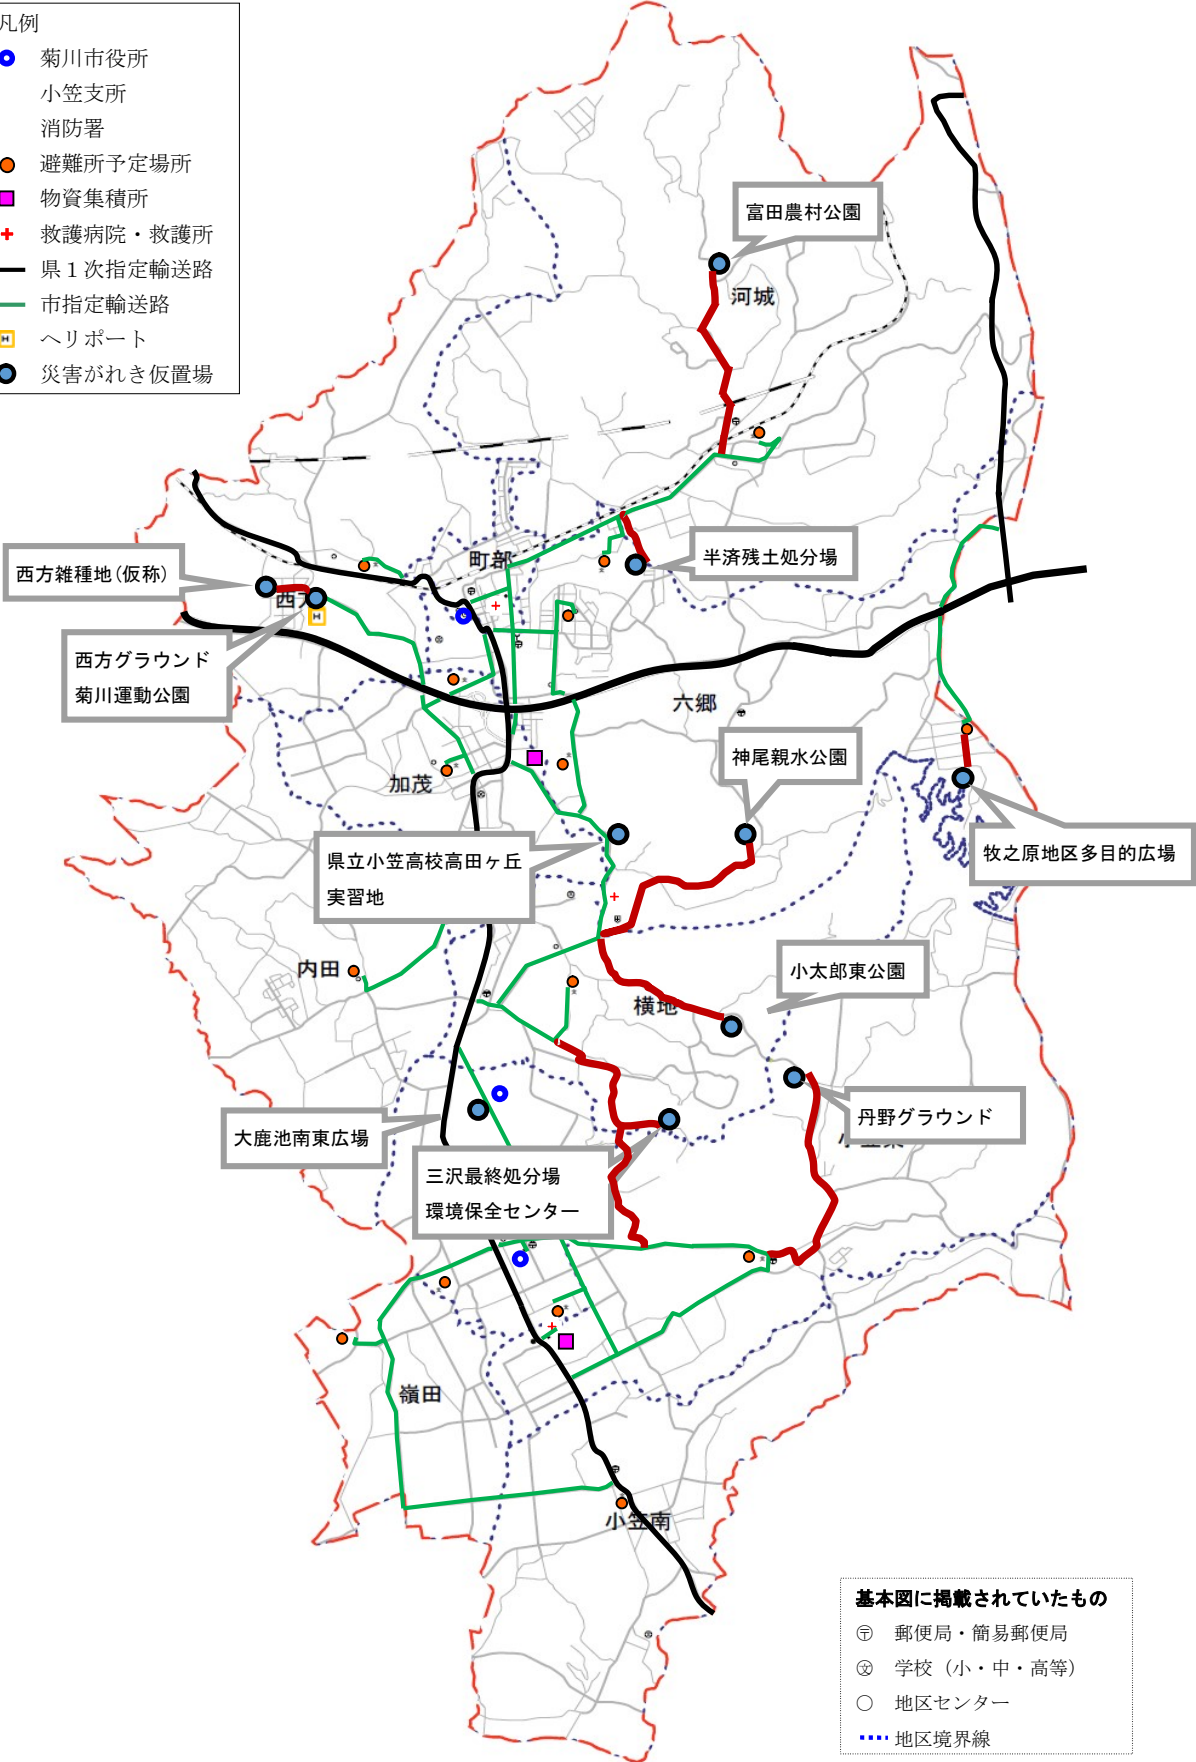 凡例
菊川市役所
小笠支所
消防署
避難所予定場所
物資集積所
救護病院・救護所
県１次指定輸送路
市指定輸送路
ヘリポート
災害がれき仮置場
富田農村公園
河城
半済残土処分場
町部
西方雑種地(仮称)
西方
西方グラウンド
菊川運動公園
六郷
神尾親水公園
加茂
県立小笠高校高田ヶ丘
実習地
牧之原地区多目的広場
内田
小太郎東公園
横地
丹野グラウンド
大鹿池南東広場
三沢最終処分場
環境保全センター
嶺田
小笠南
基本図に掲載されていたもの
〒 郵便局・簡易郵便局
文 学校（小・中・高等）
○ 地区センター
地区境界線